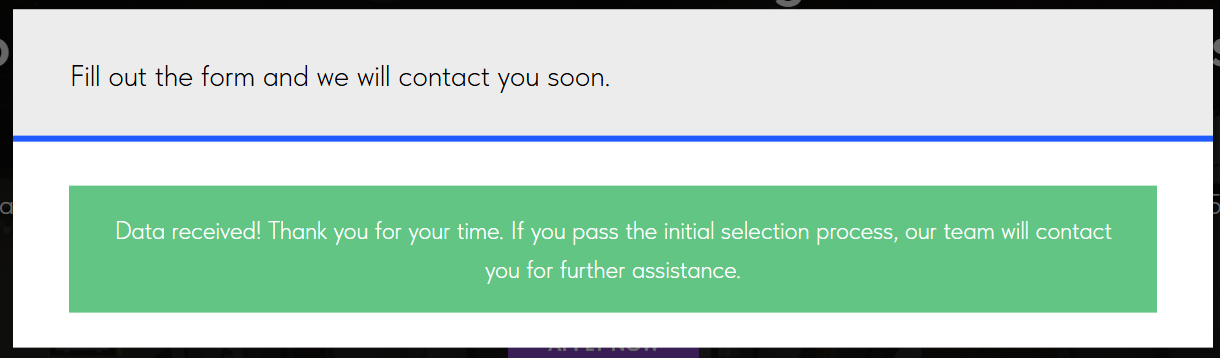 Fill out the form and we will contact you soon.
Data received! Thank you for your time. If you pass the initial selection process, our team will contact
you for further assistance.